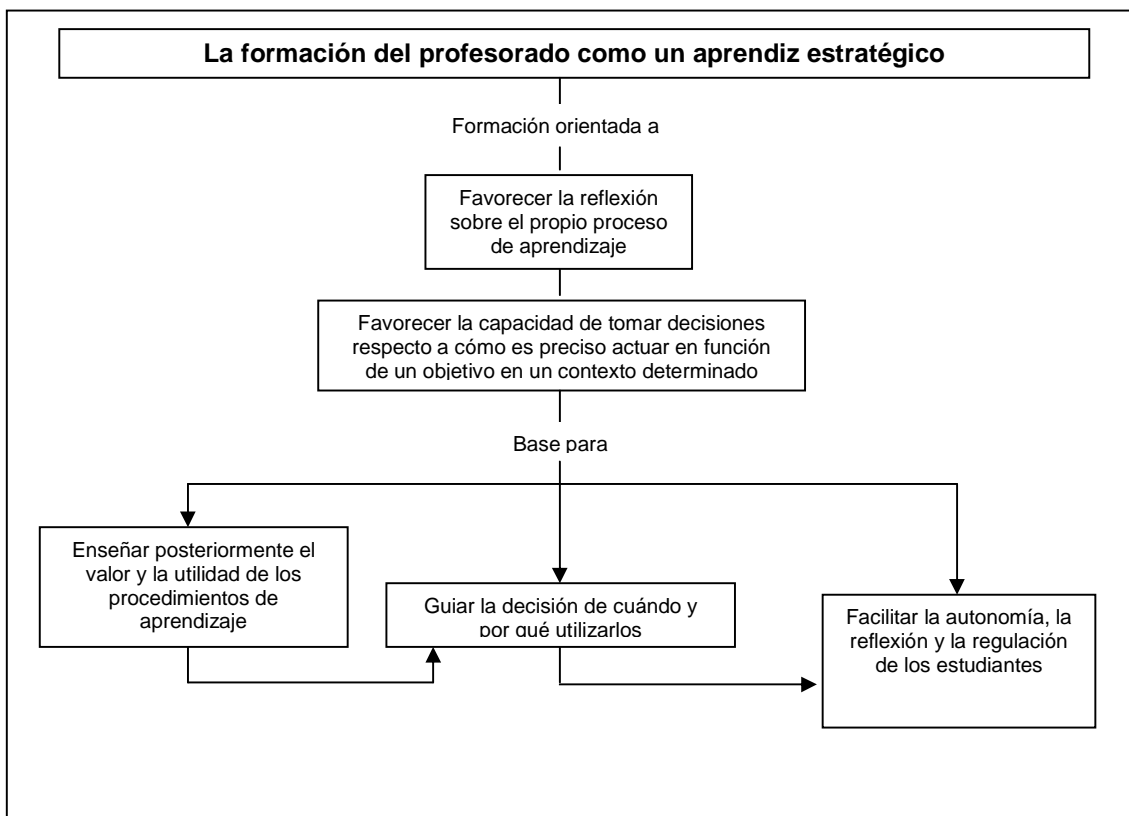 La formación del profesorado como un aprendiz estratégico
Formación orientada a
Favorecer la reflexión
sobre el propio proceso
de aprendizaje
Favorecer la capacidad de tomar decisiones
respecto a cómo es preciso actuar en función
de un objetivo en un contexto determinado
Base para
Enseñar posteriormente el
valor y la utilidad de los
procedimientos de
aprendizaje
Guiar la decisión de cuándo y
por qué utilizarlos
Facilitar la autonomía, la
reflexión y la regulación
de los estudiantes